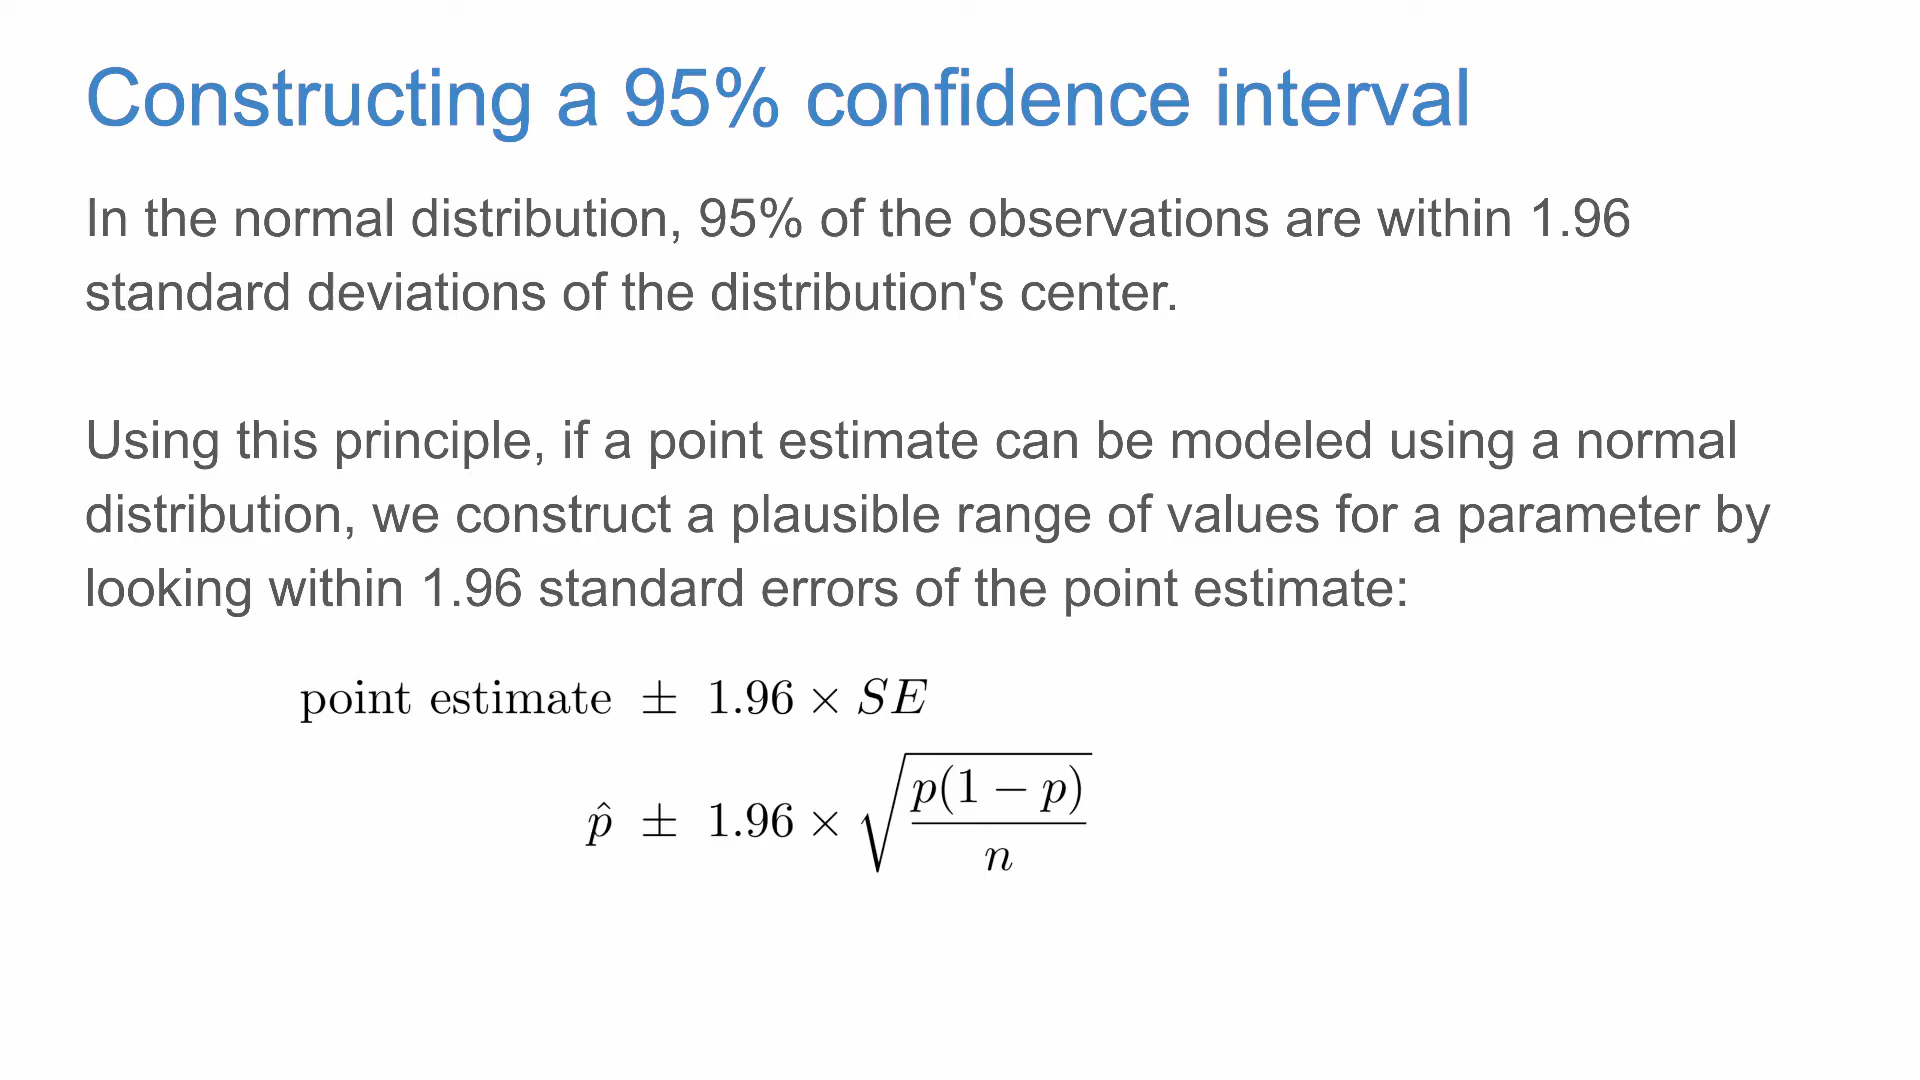 Constructing a 95% confidence interval
In the normal distribution, 95% of the observations are within 1.96
standard deviations of the distribution's center.
Using this principle, if a point estimate can be modeled using a normal
distribution, we construct a plausible range of values for a parameter by
looking within 1.96 standard errors of the point estimate:
point estimate ± 1.96 × SE
p̂ ± 1.96 × √(p(1 − p)/n)